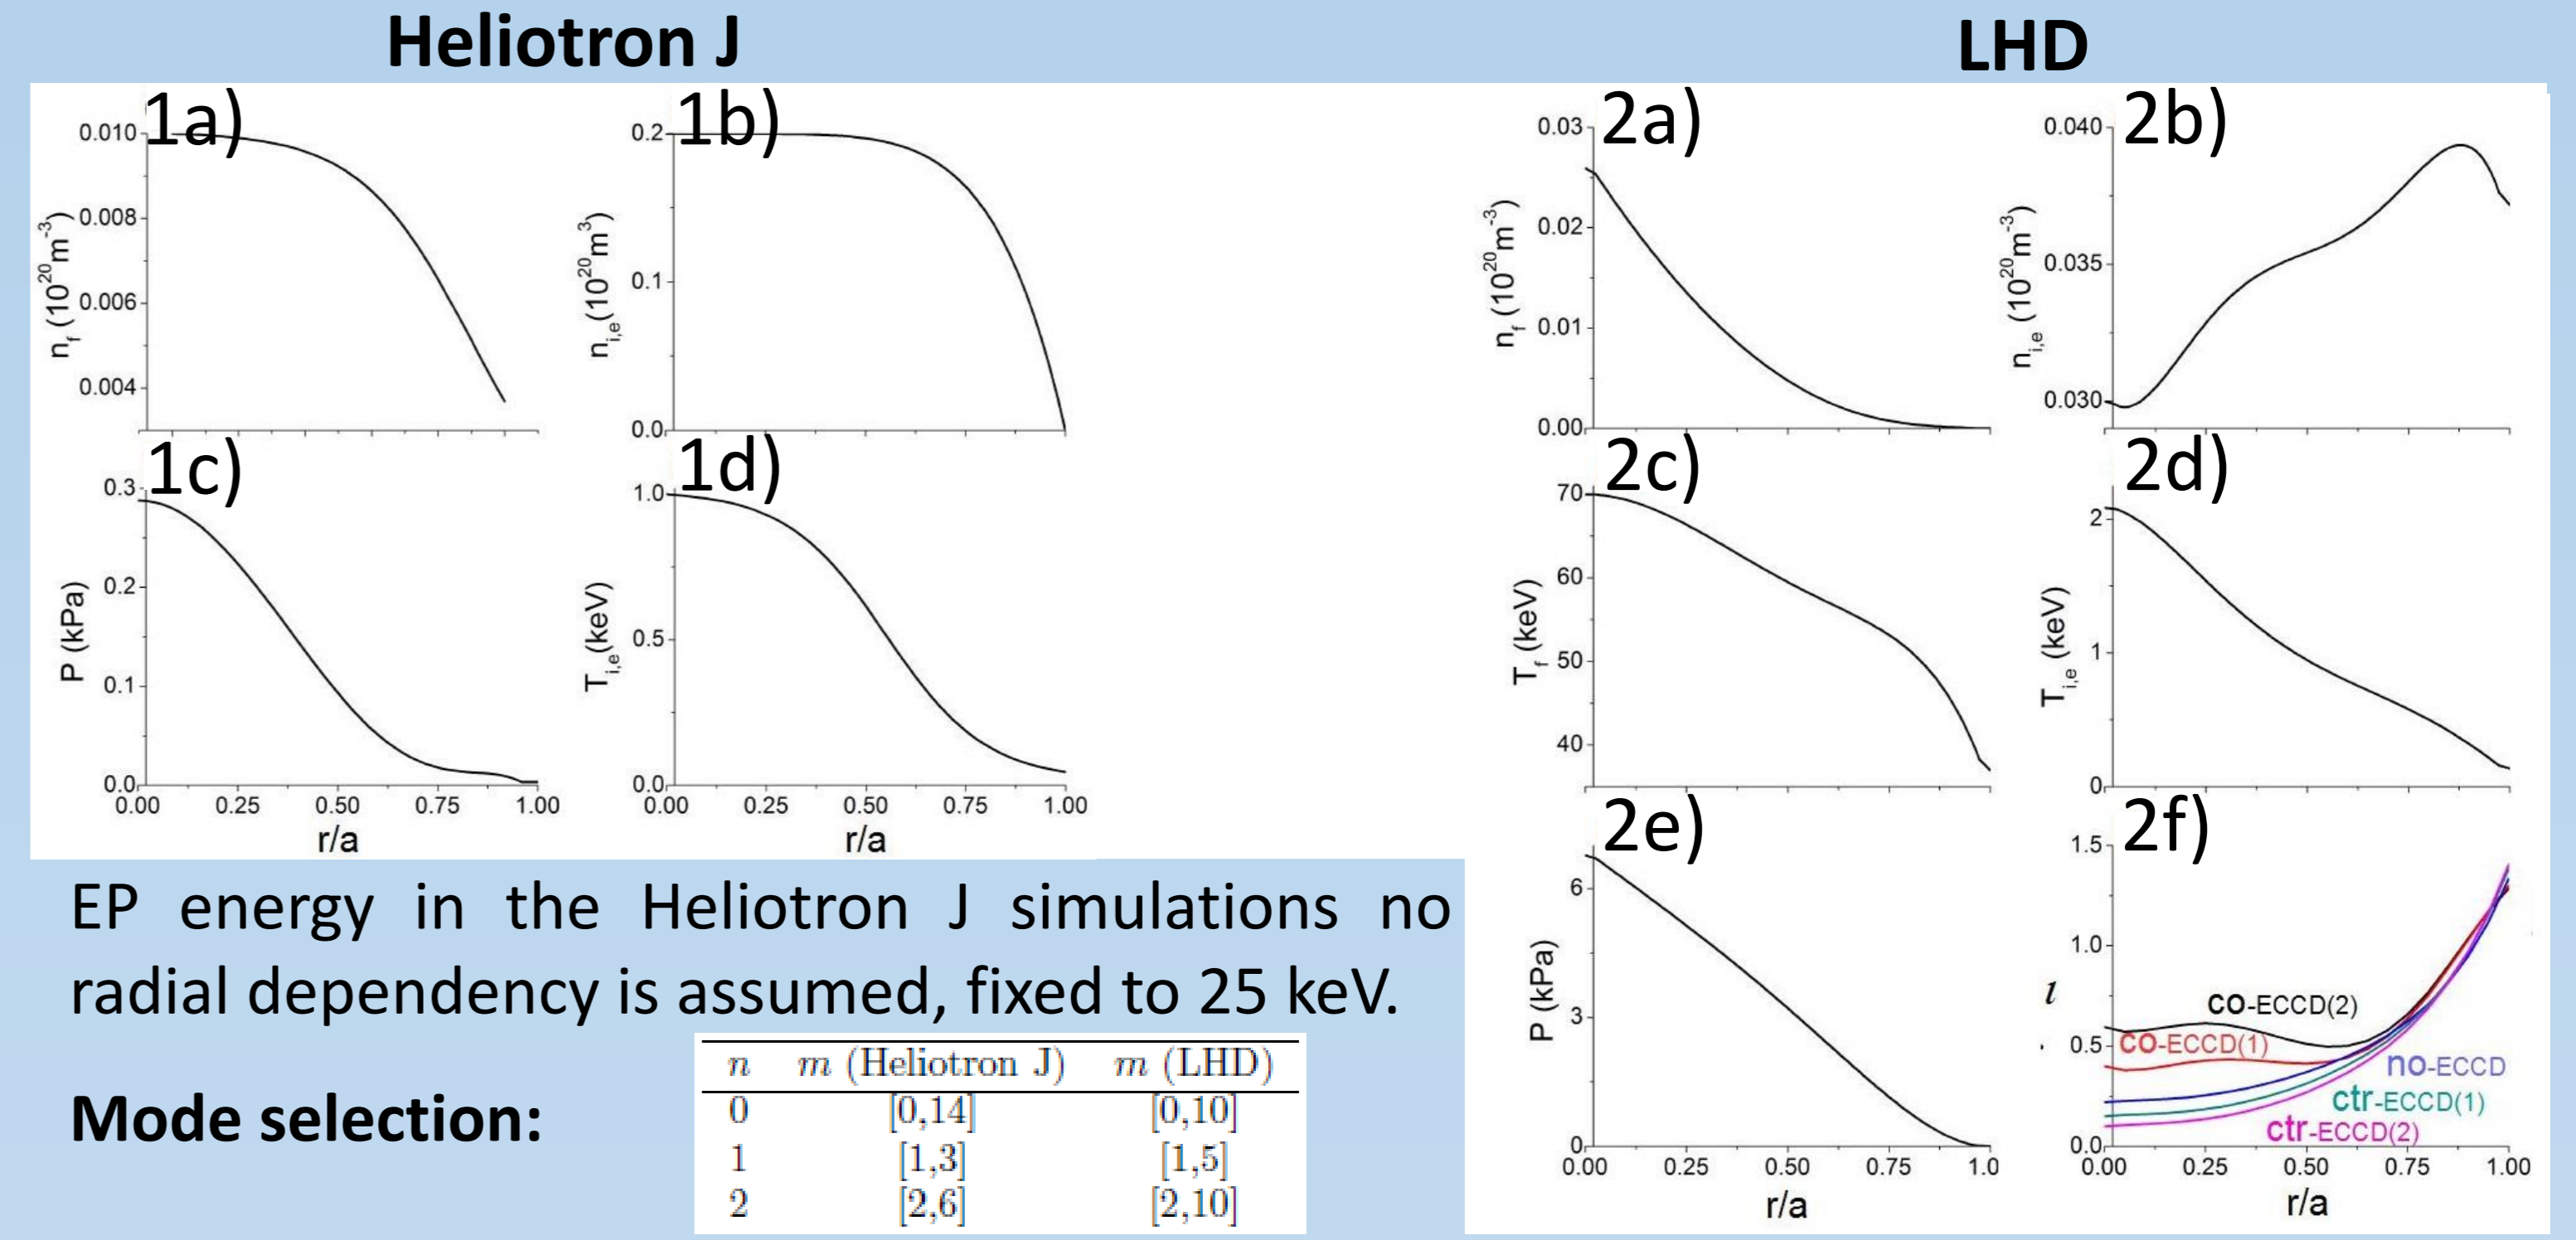 Heliotron J
LHD
1a)
0.010
0.008
0.006
0.004
n_f (10^20 m^-3)
1b)
0.2
0.1
0.0
n_i,e (10^20 m^3)
1c)
0.3
0.2
0.1
0.0
P (kPa)
0.00 0.25 0.50 0.75 1.00
r/a
1d)
1.0
0.5
0.0
T_i,e (keV)
0.00 0.25 0.50 0.75 1.00
r/a
2a)
0.03
0.02
0.01
0.00
n_f (10^20 m^-3)
2b)
0.040
0.035
0.030
n_i,e (10^20 m^-3)
2c)
70
60
50
40
T_f (keV)
2d)
2
1
0
T_i,e (keV)
2e)
6
3
0
P (kPa)
0.00 0.25 0.50 0.75 1.0
r/a
2f)
1.5
1.0
0.5
0.0
ι
co-ECCD(2)
co-ECCD(1)
no-ECCD
ctr-ECCD(1)
ctr-ECCD(2)
0.00 0.25 0.50 0.75 1.00
r/a
EP energy in the Heliotron J simulations no
radial dependency is assumed, fixed to 25 keV.
Mode selection:
n m (Heliotron J) m (LHD)
0 [0,14] [0,10]
1 [1,3] [1,5]
2 [2,6] [2,10]